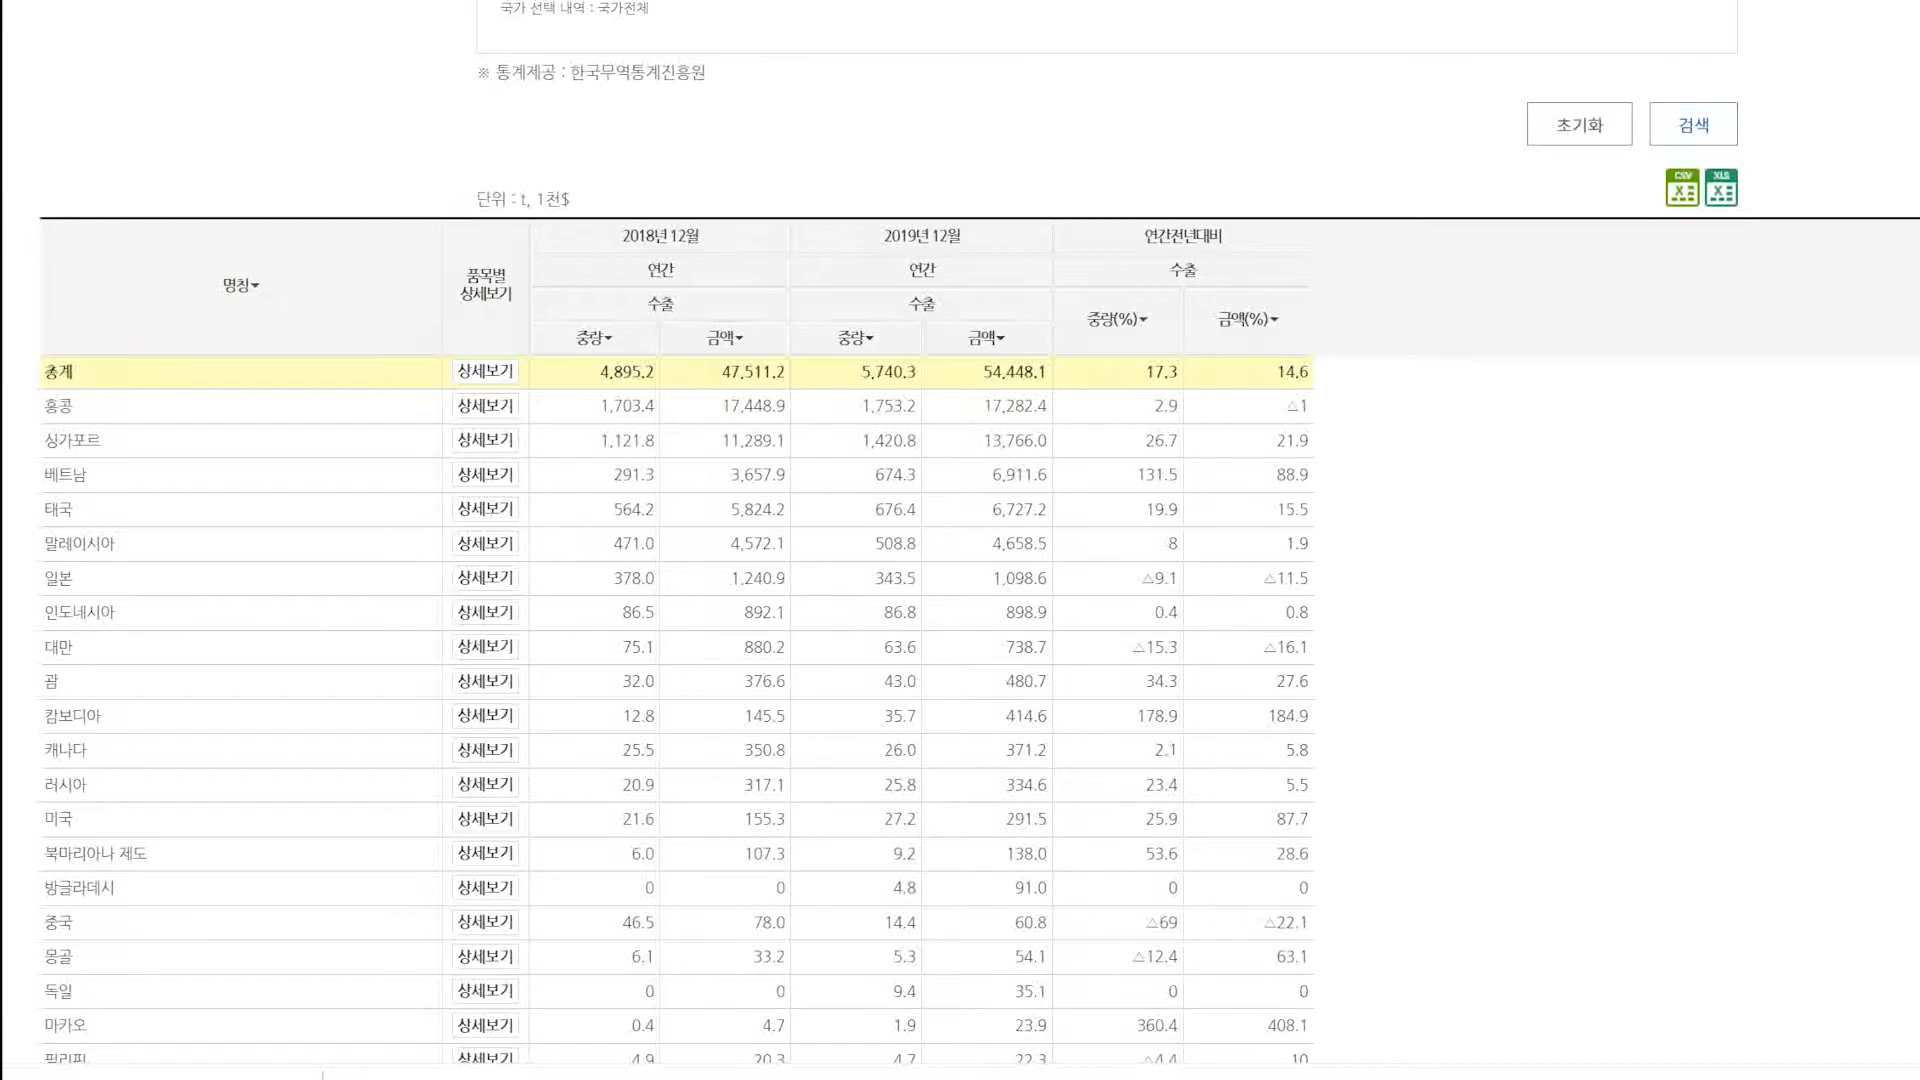 국가 선택 내역 : 국가전체
※ 통계제공 : 한국무역통계진흥원
초기화 검색
CSV XLS
단위 : t, 1천$
명칭 품목별 상세보기 2018년 12월 2019년 12월 연간전년대비
연간 연간 수출
수출 수출 중량(%) 금액(%)
중량 금액 중량 금액
총계 상세보기 4,895.2 47,511.2 5,740.3 54,448.1 17.3 14.6
홍콩 상세보기 1,703.4 17,448.9 1,753.2 17,282.4 2.9 △1
싱가포르 상세보기 1,121.8 11,289.1 1,420.8 13,766.0 26.7 21.9
베트남 상세보기 291.3 3,657.9 674.3 6,911.6 131.5 88.9
태국 상세보기 564.2 5,824.2 676.4 6,727.2 19.9 15.5
말레이시아 상세보기 471.0 4,572.1 508.8 4,658.5 8 1.9
일본 상세보기 378.0 1,240.9 343.5 1,098.6 △9.1 △11.5
인도네시아 상세보기 86.5 892.1 86.8 898.9 0.4 0.8
대만 상세보기 75.1 880.2 63.6 738.7 △15.3 △16.1
괌 상세보기 32.0 376.6 43.0 480.7 34.3 27.6
캄보디아 상세보기 12.8 145.5 35.7 414.6 178.9 184.9
캐나다 상세보기 25.5 350.8 26.0 371.2 2.1 5.8
러시아 상세보기 20.9 317.1 25.8 334.6 23.4 5.5
미국 상세보기 21.6 155.3 27.2 291.5 25.9 87.7
북마리아나 제도 상세보기 6.0 107.3 9.2 138.0 53.6 28.6
방글라데시 상세보기 0 0 4.8 91.0 0 0
중국 상세보기 46.5 78.0 14.4 60.8 △69 △22.1
몽골 상세보기 6.1 33.2 5.3 54.1 △12.4 63.1
독일 상세보기 0 0 9.4 35.1 0 0
마카오 상세보기 0.4 4.7 1.9 23.9 360.4 408.1
필리핀 상세보기 4.9 20.3 4.7 22.3 △4.4 10